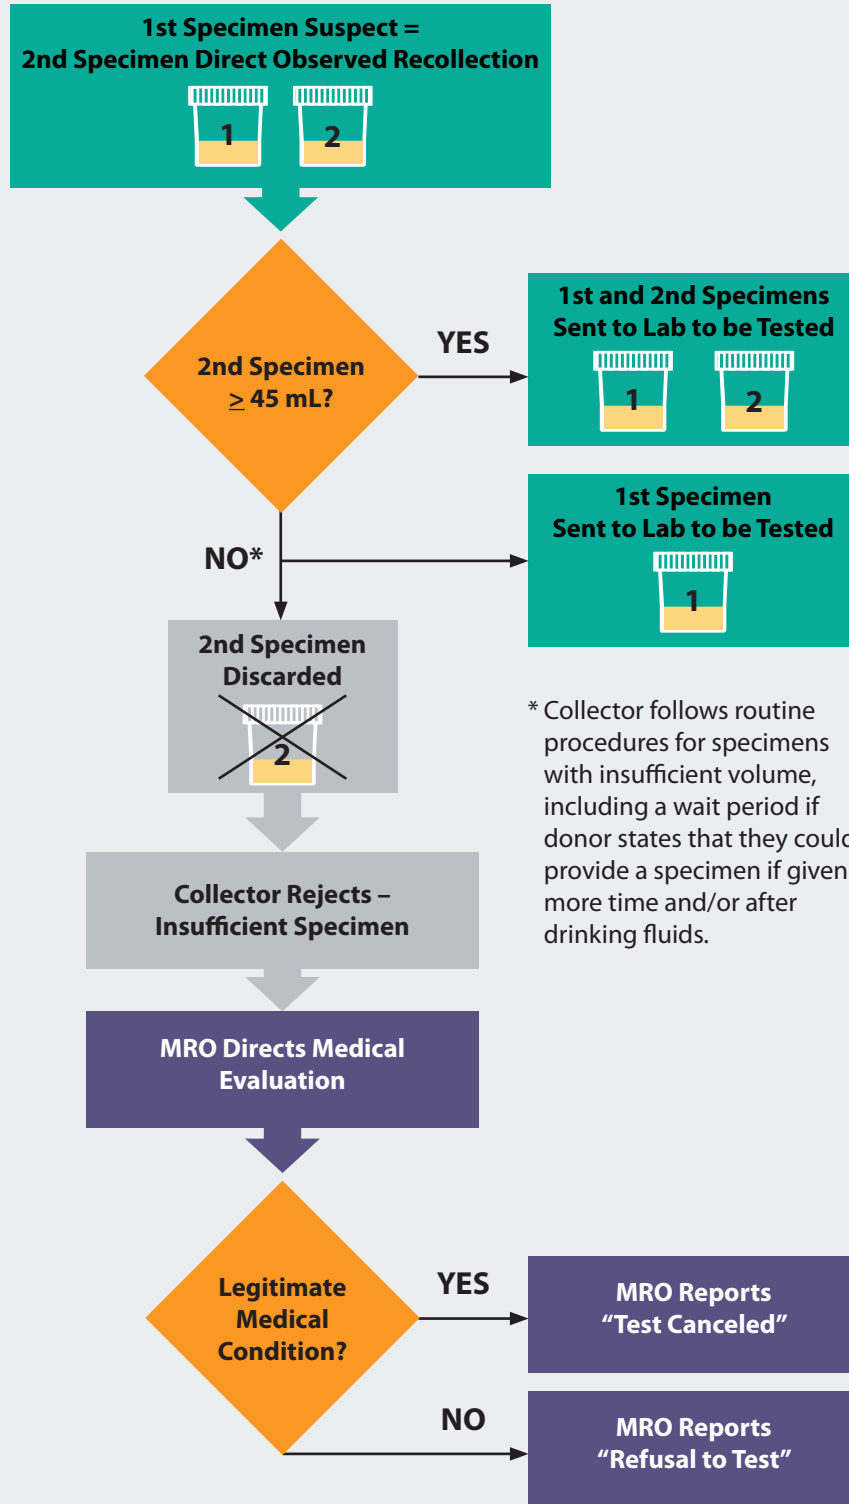 1st Specimen Suspect =
2nd Specimen Direct Observed Recollection
1
2
2nd Specimen
≥ 45 mL?
YES
1st and 2nd Specimens
Sent to Lab to be Tested
1
2
NO*
1st Specimen
Sent to Lab to be Tested
1
2nd Specimen
Discarded
2
* Collector follows routine
procedures for specimens
with insufficient volume,
including a wait period if
donor states that they could
provide a specimen if given
more time and/or after
drinking fluids.
Collector Rejects –
Insufficient Specimen
MRO Directs Medical
Evaluation
Legitimate
Medical
Condition?
YES
MRO Reports
“Test Canceled”
NO
MRO Reports
“Refusal to Test”